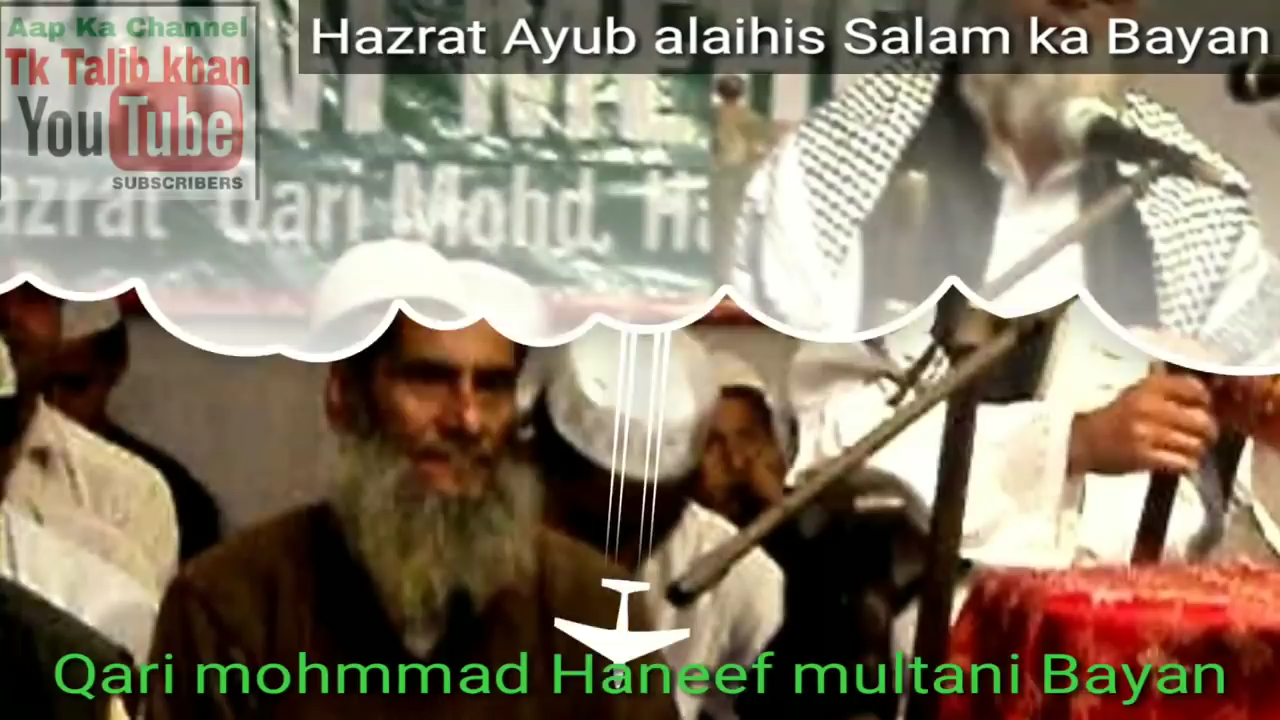 Aap Ka Channel
Tk Talib khan
YouTube
SUBSCRIBERS
Hazrat Ayub alaihis Salam ka Bayan
azrat Qari Mohd. Ha
Qari mohmmad Haneef multani Bayan